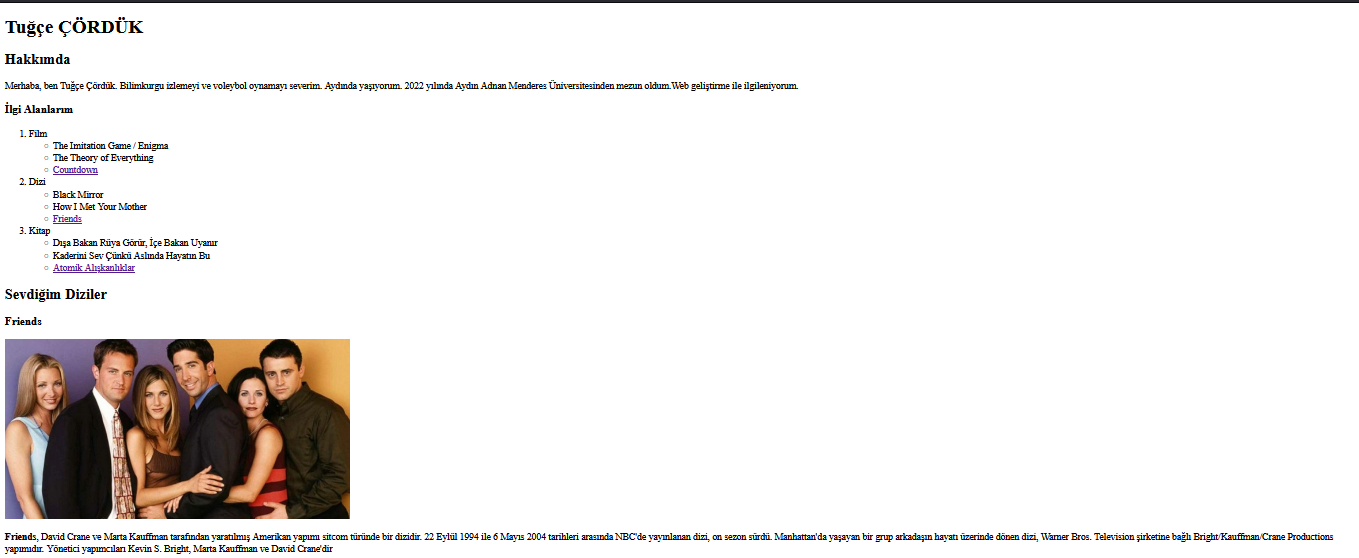 Tuğçe ÇÖRDÜK
Hakkımda
Merhaba, ben Tuğçe Çördük. Bilimkurgu izlemeyi ve voleybol oynamayı severim. Aydında yaşıyorum. 2022 yılında Aydın Adnan Menderes Üniversitesinden mezun oldum.Web geliştirme ile ilgileniyorum.
İlgi Alanlarım
1. Film
○ The Imitation Game / Enigma
○ The Theory of Everything
○ Countdown
2. Dizi
○ Black Mirror
○ How I Met Your Mother
○ Friends
3. Kitap
○ Dışa Bakan Rüya Görür, İçe Bakan Uyanır
○ Kaderini Sev Çünkü Aslında Hayatın Bu
○ Atomik Alışkanlıklar
Sevdiğim Diziler
Friends
Friends, David Crane ve Marta Kauffman tarafından yaratılmış Amerikan yapımı sitcom türünde bir dizidir. 22 Eylül 1994 ile 6 Mayıs 2004 tarihleri arasında NBC'de yayınlanan dizi, on sezon sürdü. Manhattan'da yaşayan bir grup arkadaşın hayatı üzerinde dönen dizi, Warner Bros. Television şirketine bağlı Bright/Kauffman/Crane Productions
yapımıdır. Yönetici yapımcıları Kevin S. Bright, Marta Kauffman ve David Crane'dir